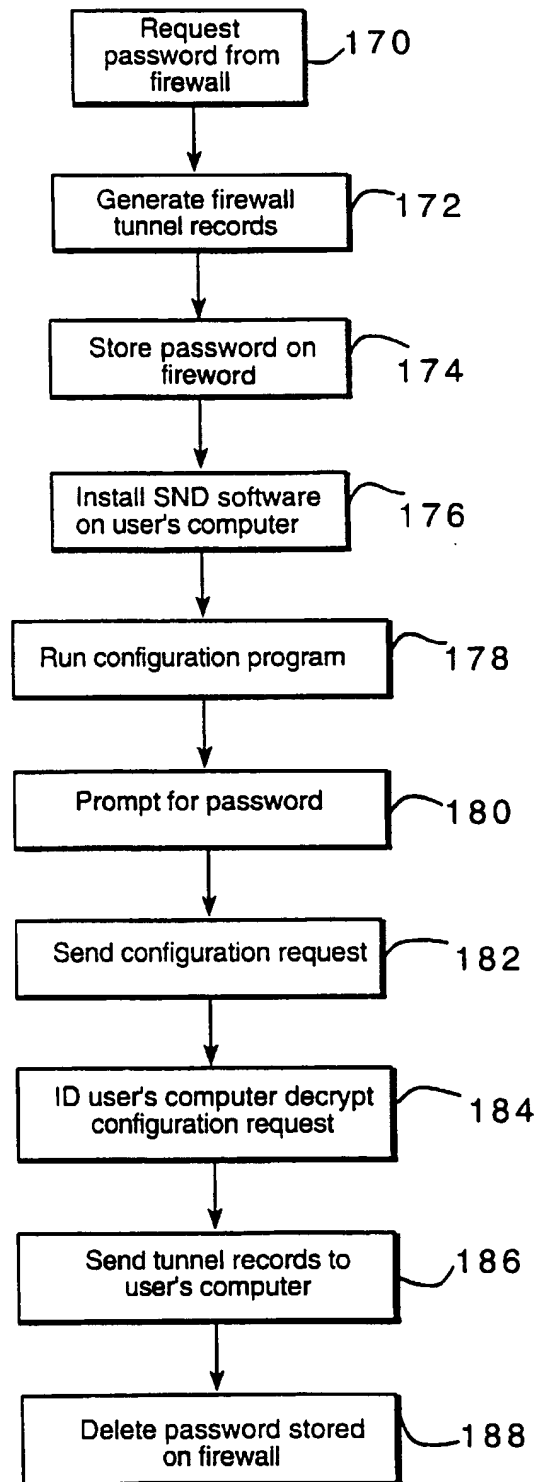 Request
password from
firewall
170
Generate firewall
tunnel records
172
Store password on
fireword
174
Install SND software
on user's computer
176
Run configuration program
178
Prompt for password
180
Send configuration request
182
ID user's computer decrypt
configuration request
184
Send tunnel records to
user's computer
186
Delete password stored
on firewall
188